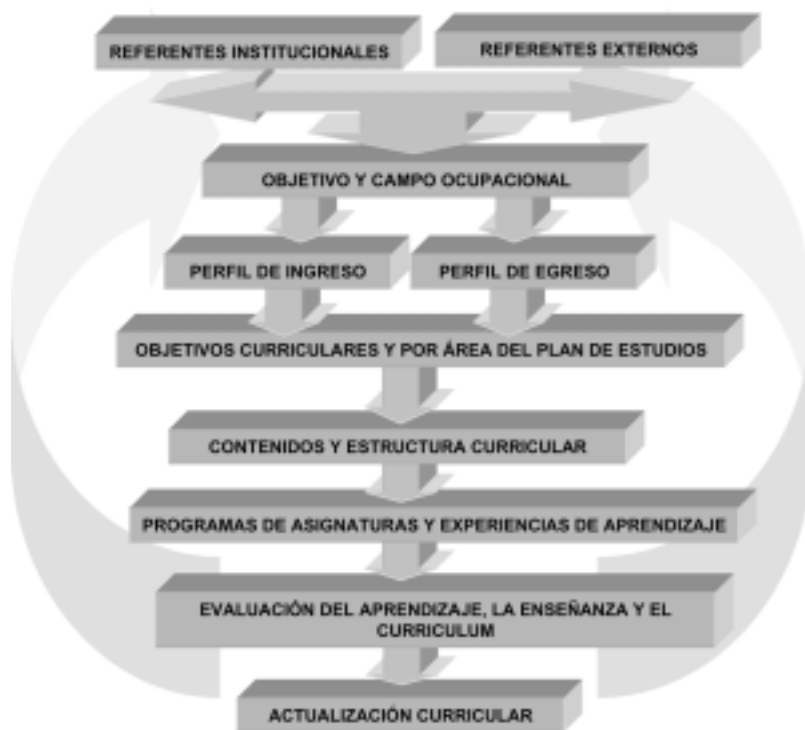 REFERENTES INSTITUCIONALES
REFERENTES EXTERNOS
OBJETIVO Y CAMPO OCUPACIONAL
PERFIL DE INGRESO
PERFIL DE EGRESO
OBJETIVOS CURRICULARES Y POR ÁREA DEL PLAN DE ESTUDIOS
CONTENIDOS Y ESTRUCTURA CURRICULAR
PROGRAMAS DE ASIGNATURAS Y EXPERIENCIAS DE APRENDIZAJE
EVALUACIÓN DEL APRENDIZAJE, LA ENSEÑANZA Y EL
CURRICULUM
ACTUALIZACIÓN CURRICULAR